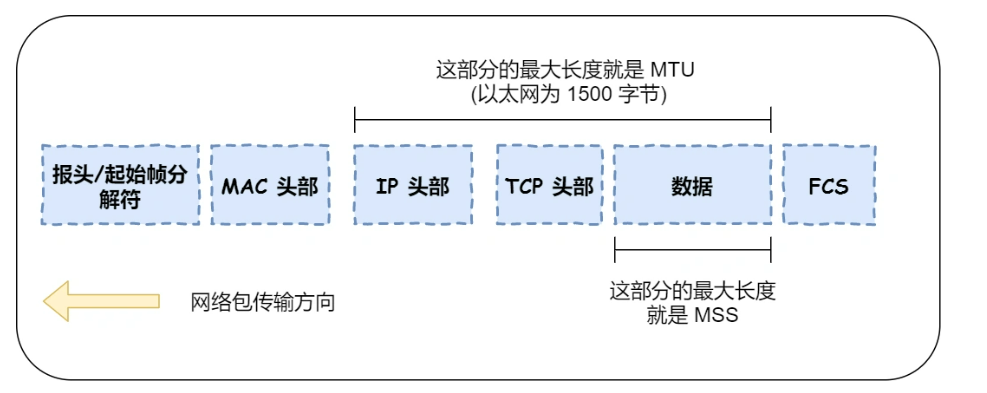 这部分的最大长度就是 MTU
(以太网为 1500 字节)
报头/起始帧分
解符
MAC 头部
IP 头部
TCP 头部
数据
FCS
网络包传输方向
这部分的最大长度
就是 MSS